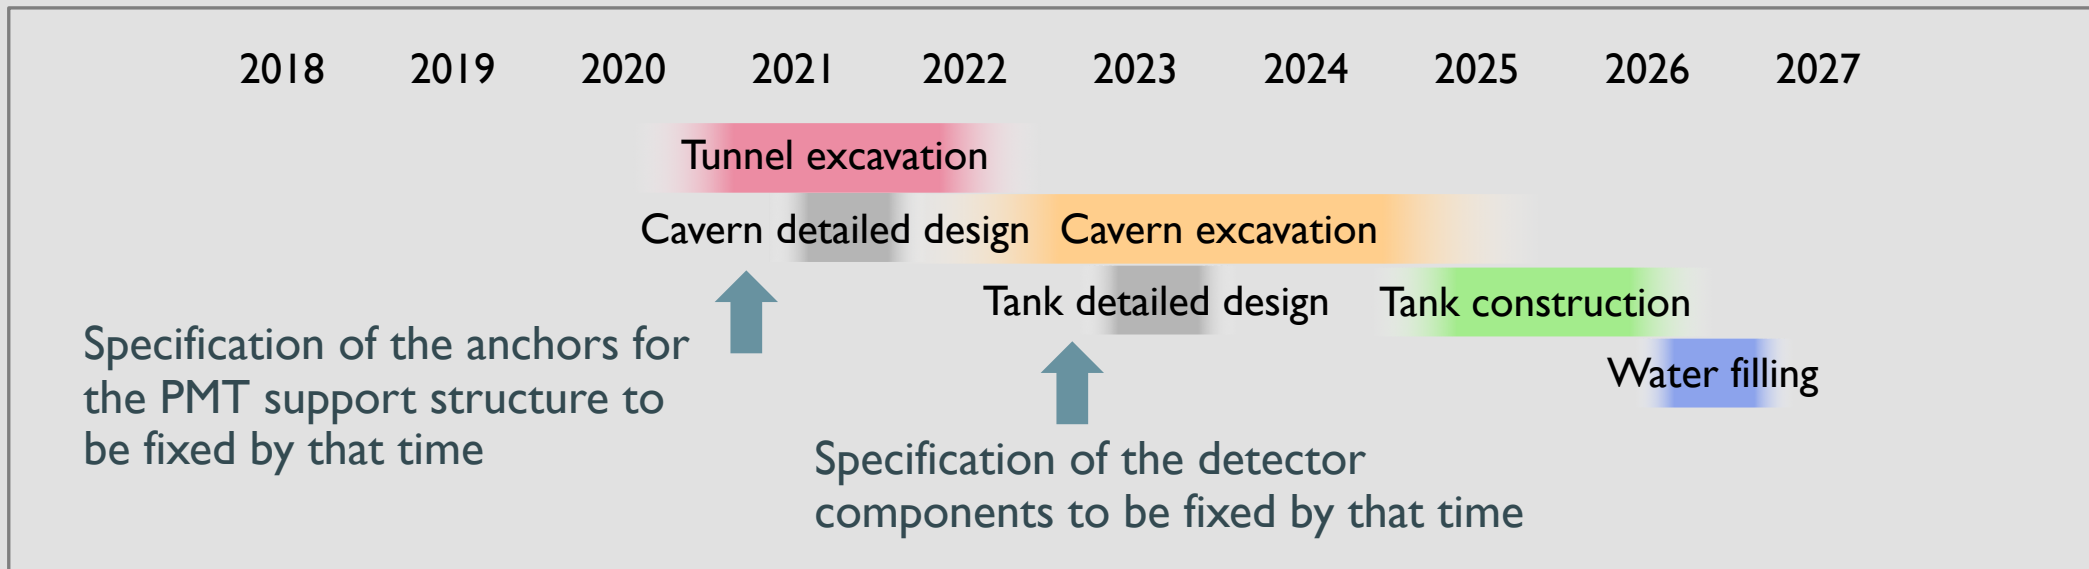 2018 2019 2020 2021 2022 2023 2024 2025 2026 2027
Tunnel excavation
Cavern detailed design Cavern excavation
Tank detailed design Tank construction
Specification of the anchors for
the PMT support structure to
be fixed by that time
Water filling
Specification of the detector
components to be fixed by that time